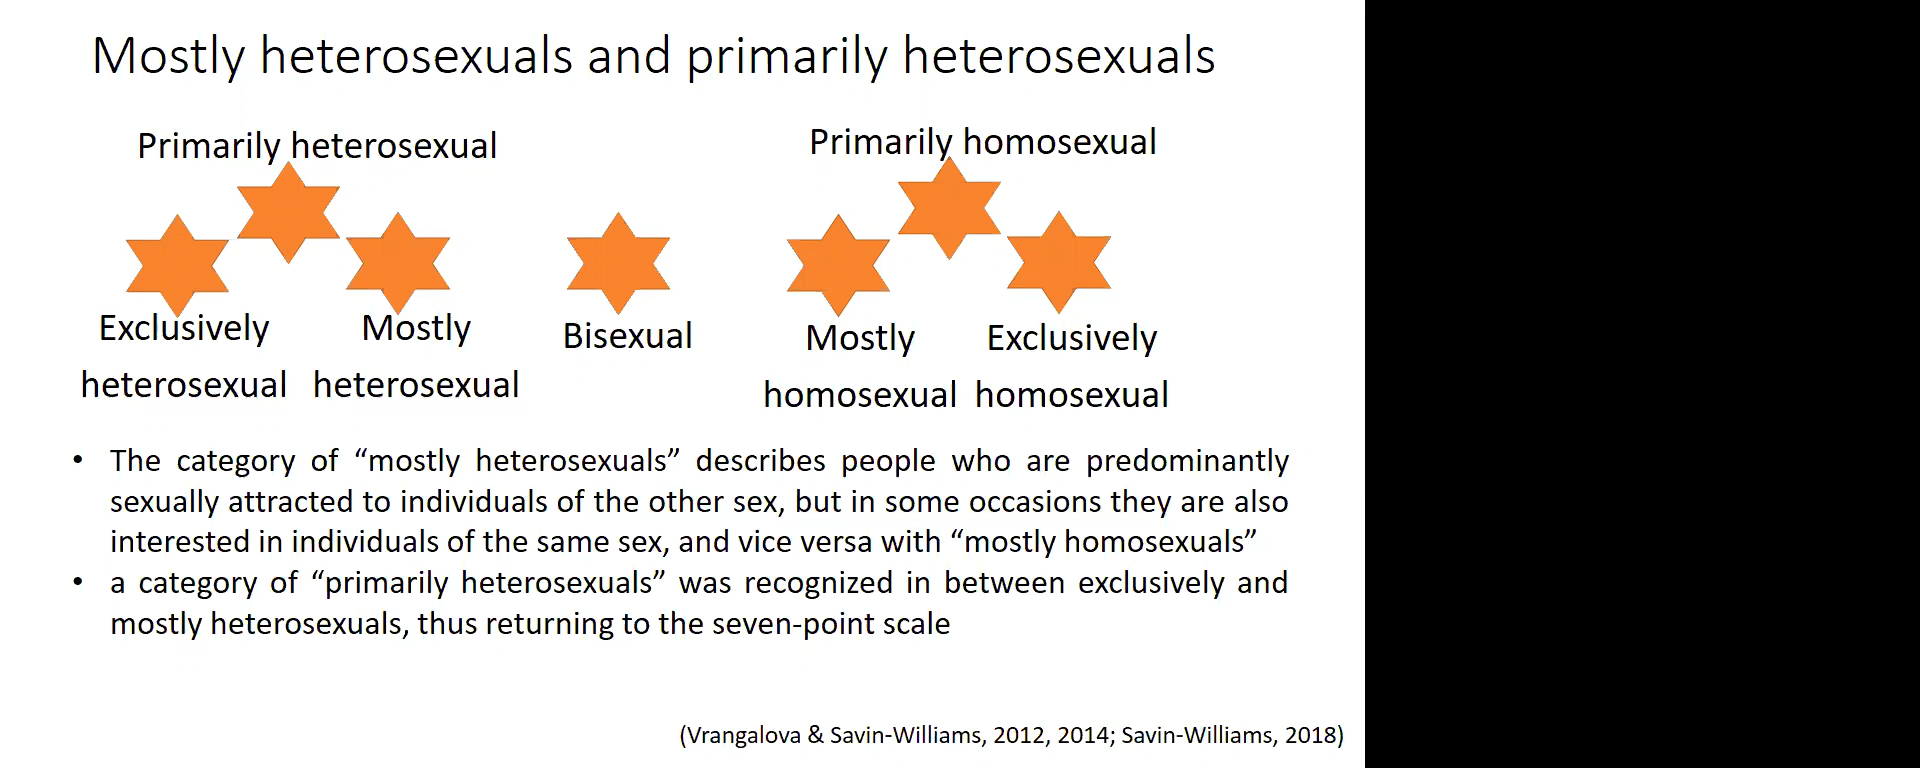 Mostly heterosexuals and primarily heterosexuals
Primarily heterosexual
Primarily homosexual
Exclusively heterosexual
Mostly heterosexual
Bisexual
Mostly homosexual
Exclusively homosexual
• The category of “mostly heterosexuals” describes people who are predominantly
sexually attracted to individuals of the other sex, but in some occasions they are also
interested in individuals of the same sex, and vice versa with “mostly homosexuals”
• a category of “primarily heterosexuals” was recognized in between exclusively and
mostly heterosexuals, thus returning to the seven-point scale
(Vrangalova & Savin-Williams, 2012, 2014; Savin-Williams, 2018)